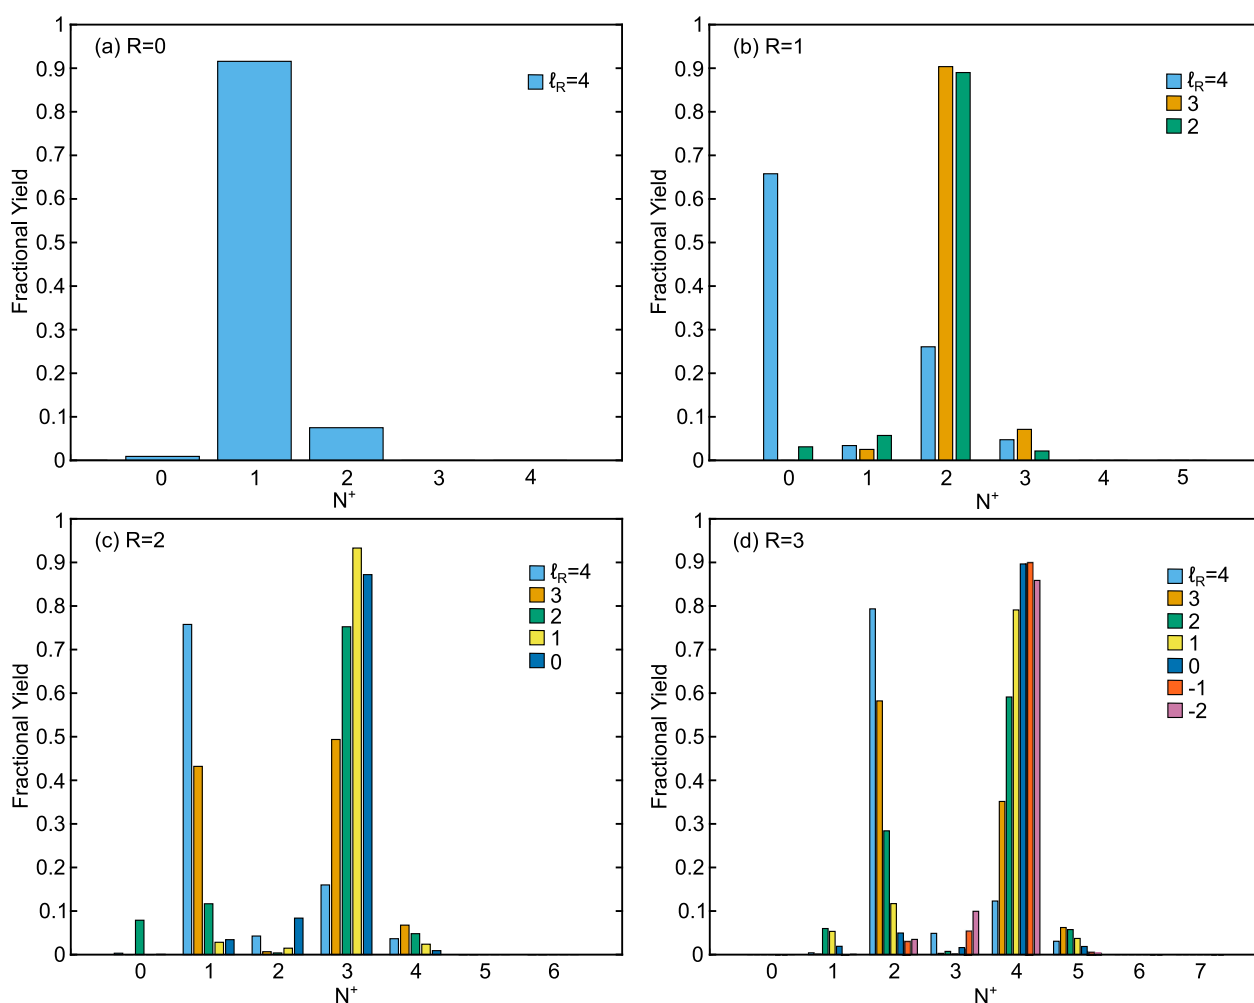 (a) R=0
ℓR=4
Fractional Yield
1
0.9
0.8
0.7
0.6
0.5
0.4
0.3
0.2
0.1
0
0 1 2 3 4
N+
(b) R=1
ℓR=4
3
2
Fractional Yield
1
0.9
0.8
0.7
0.6
0.5
0.4
0.3
0.2
0.1
0
0 1 2 3 4 5
N+
(c) R=2
ℓR=4
3
2
1
0
Fractional Yield
1
0.9
0.8
0.7
0.6
0.5
0.4
0.3
0.2
0.1
0
0 1 2 3 4 5 6
N+
(d) R=3
ℓR=4
3
2
1
0
-1
-2
Fractional Yield
1
0.9
0.8
0.7
0.6
0.5
0.4
0.3
0.2
0.1
0
0 1 2 3 4 5 6 7
N+